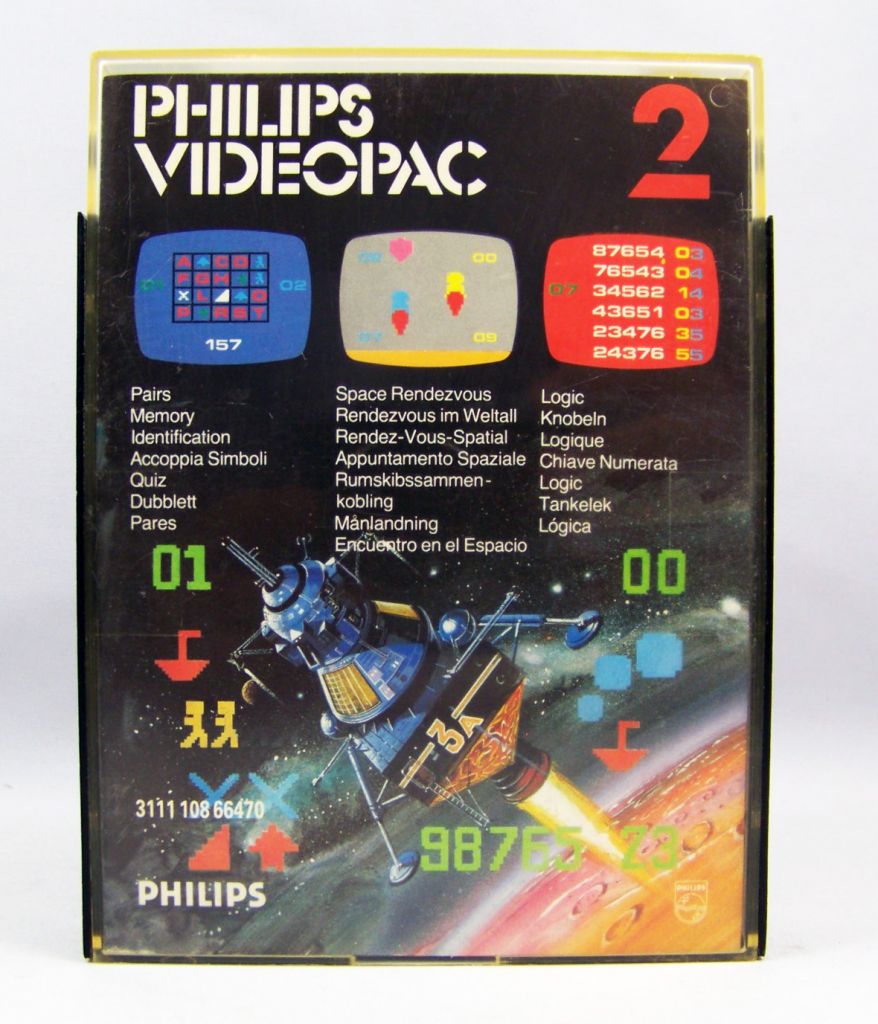 PHILIPS
VIDEOPAC
2
A C D
F G H
X L O
P R S T
01
02
157
00
09
87654 03
76543 04
07 34562 14
43651 03
23476 35
24376 55
Pairs
Memory
Identification
Accoppia Simboli
Quiz
Dubblett
Pares
Space Rendezvous
Rendezvous im Weltall
Rendez-Vous-Spatial
Appuntamento Spaziale
Rumskibssammen-
kobling
Månlandning
Encuentro en el Espacio
Logic
Knobeln
Logique
Chiave Numerata
Logic
Tankelek
Lógica
01
00
3A
3111 108 66470
98765 23
PHILIPS
PHILIPS